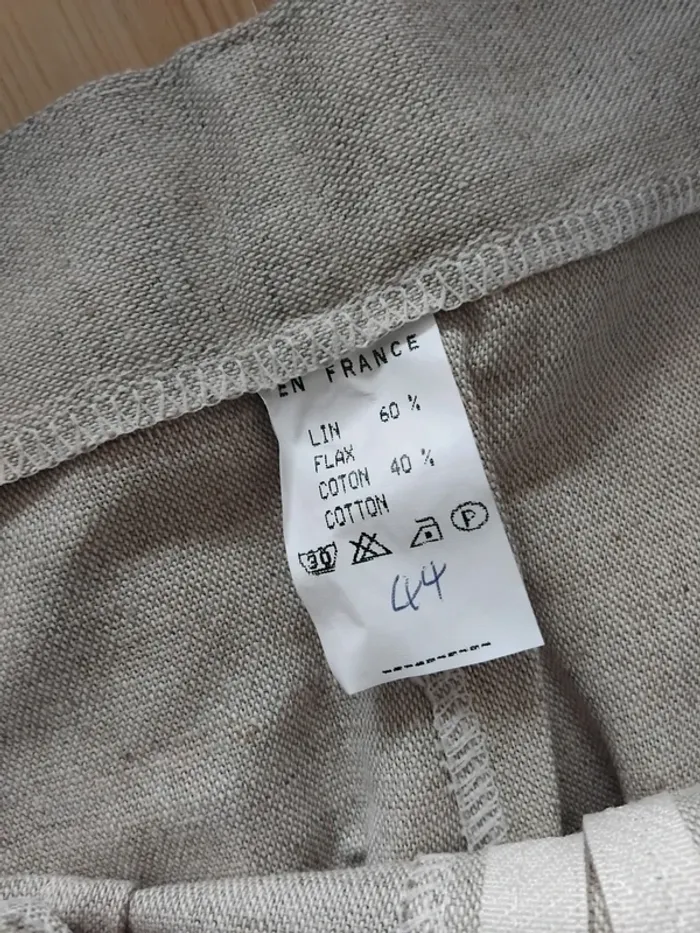 EN FRANCE
LIN 60 %
FLAX
COTON 40 %
COTTON
30 P
44